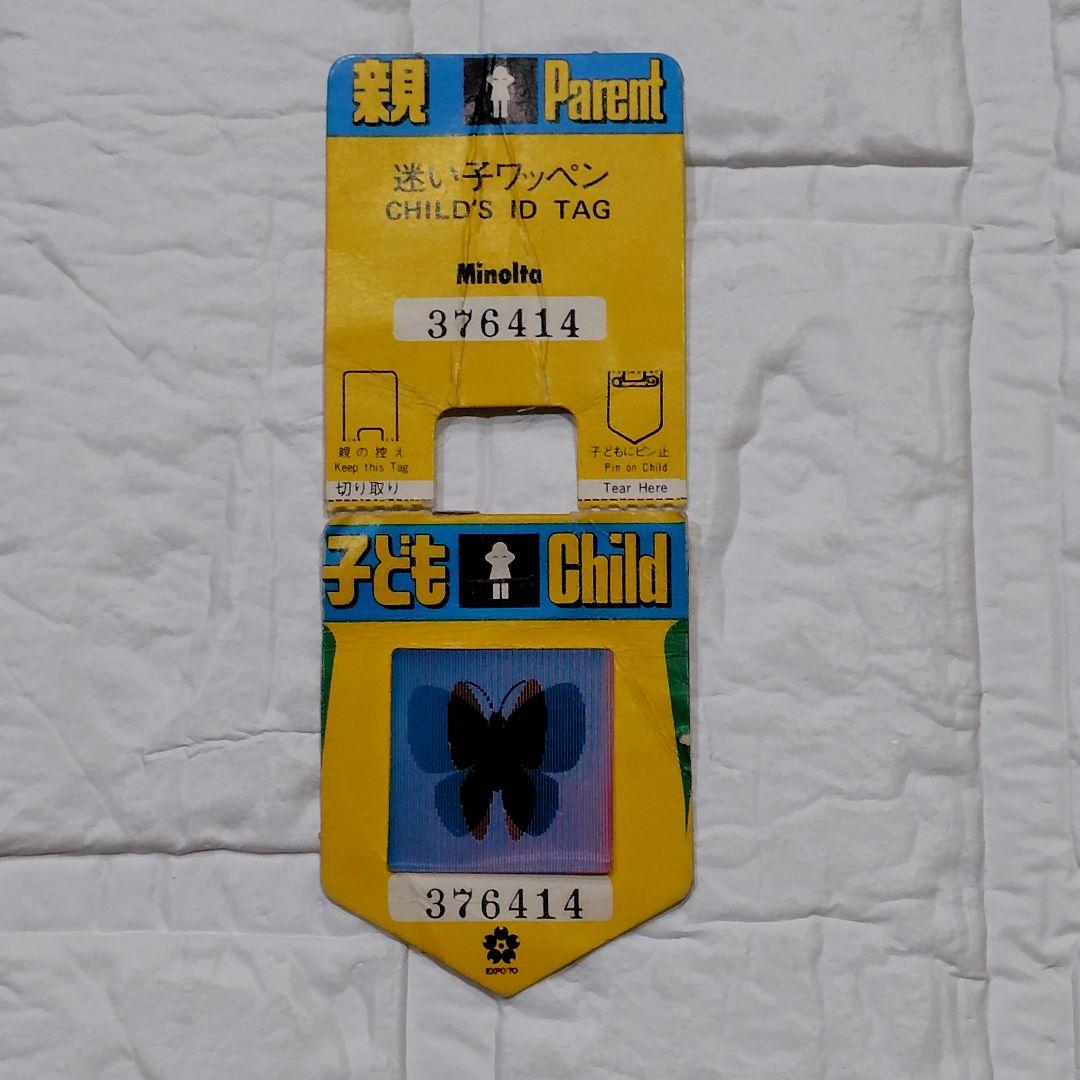 親 Parent
迷い子ワッペン
CHILD'S ID TAG
Minolta
376414
親の控え
Keep this Tag
切り取り
子どもにピン止
Pin on Child
Tear Here
子ども Child
376414
EXPO'70